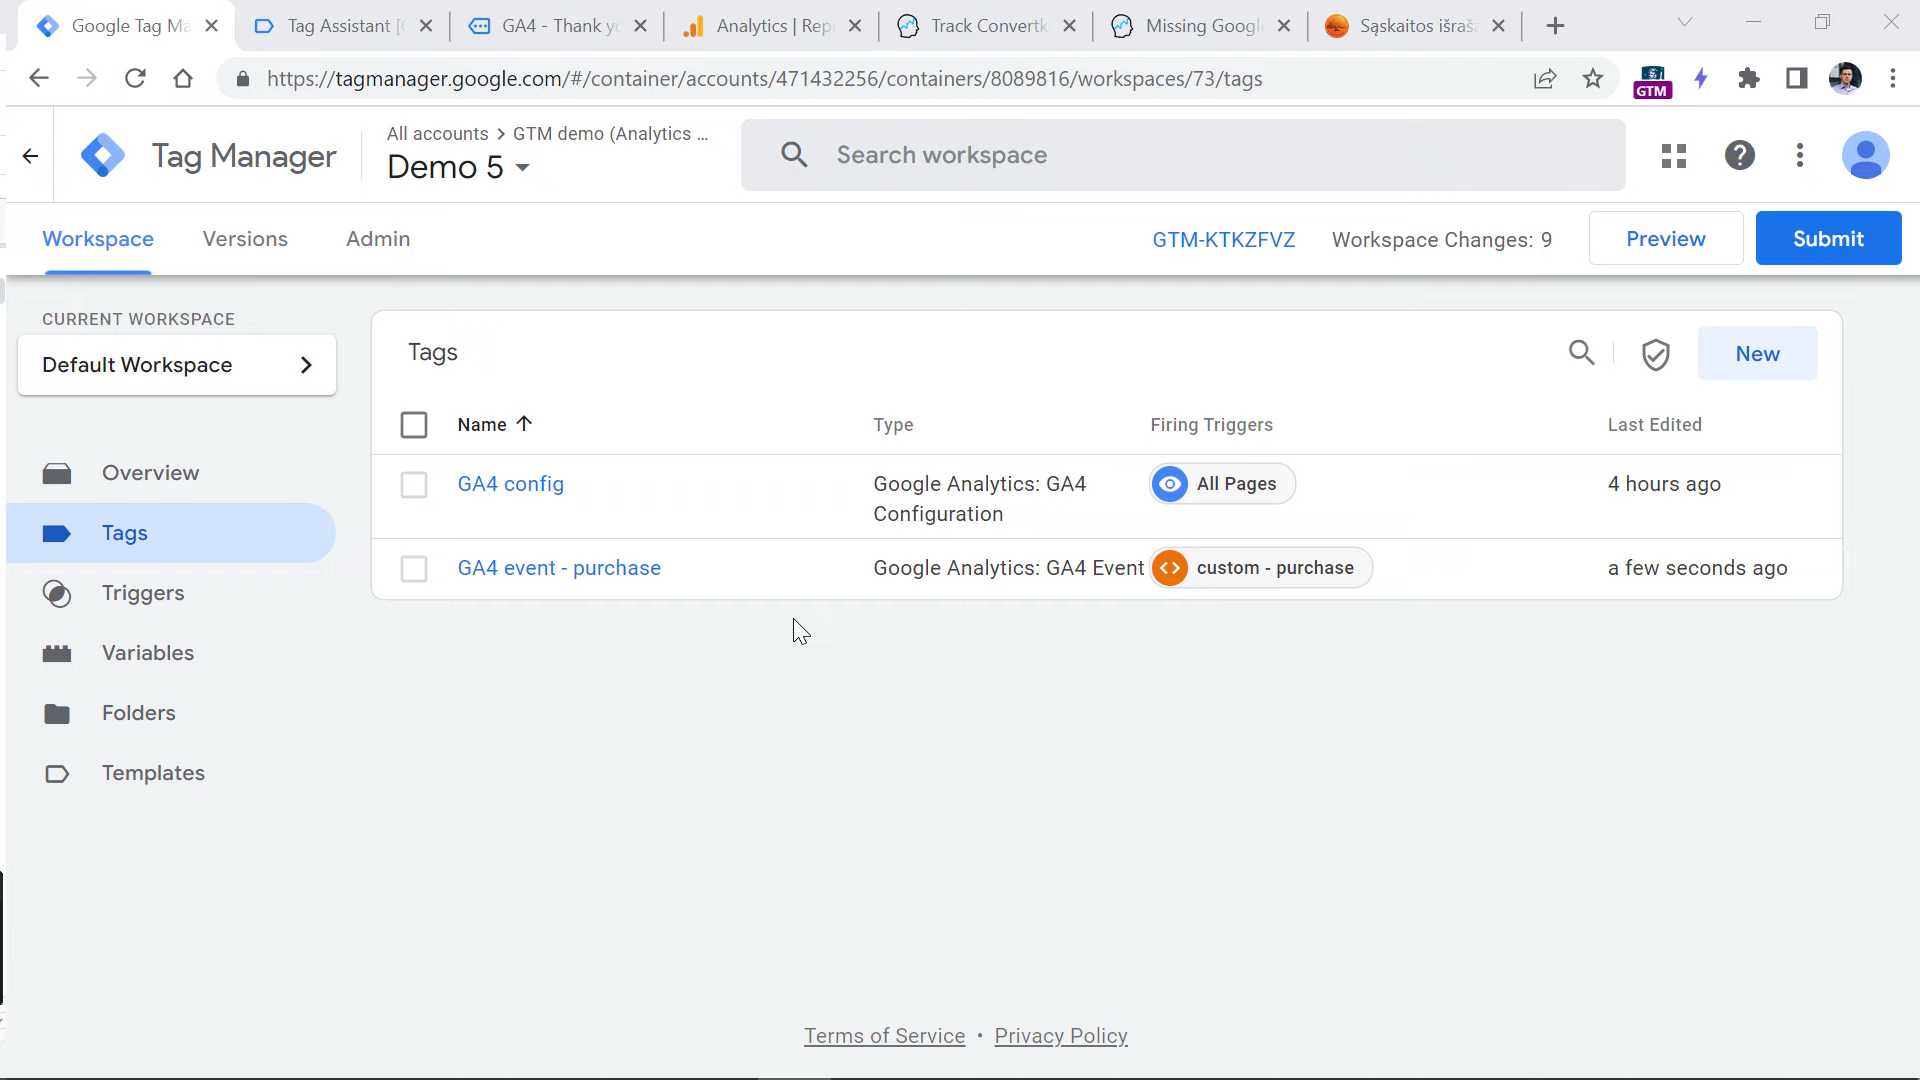 Google Tag Ma
Tag Assistant [
GA4 - Thank yo
Analytics | Rep
Track Convertk
Missing Google
Sąskaitos išraša
https://tagmanager.google.com/#/container/accounts/471432256/containers/8089816/workspaces/73/tags
GTM
Tag Manager
All accounts > GTM demo (Analytics ...
Demo 5
Search workspace
Workspace
Versions
Admin
GTM-KTKZFVZ
Workspace Changes: 9
Preview
Submit
CURRENT WORKSPACE
Default Workspace
Overview
Tags
Triggers
Variables
Folders
Templates
Tags
New
Name
Type
Firing Triggers
Last Edited
GA4 config
Google Analytics: GA4
Configuration
All Pages
4 hours ago
GA4 event - purchase
Google Analytics: GA4 Event
custom - purchase
a few seconds ago
Terms of Service • Privacy Policy